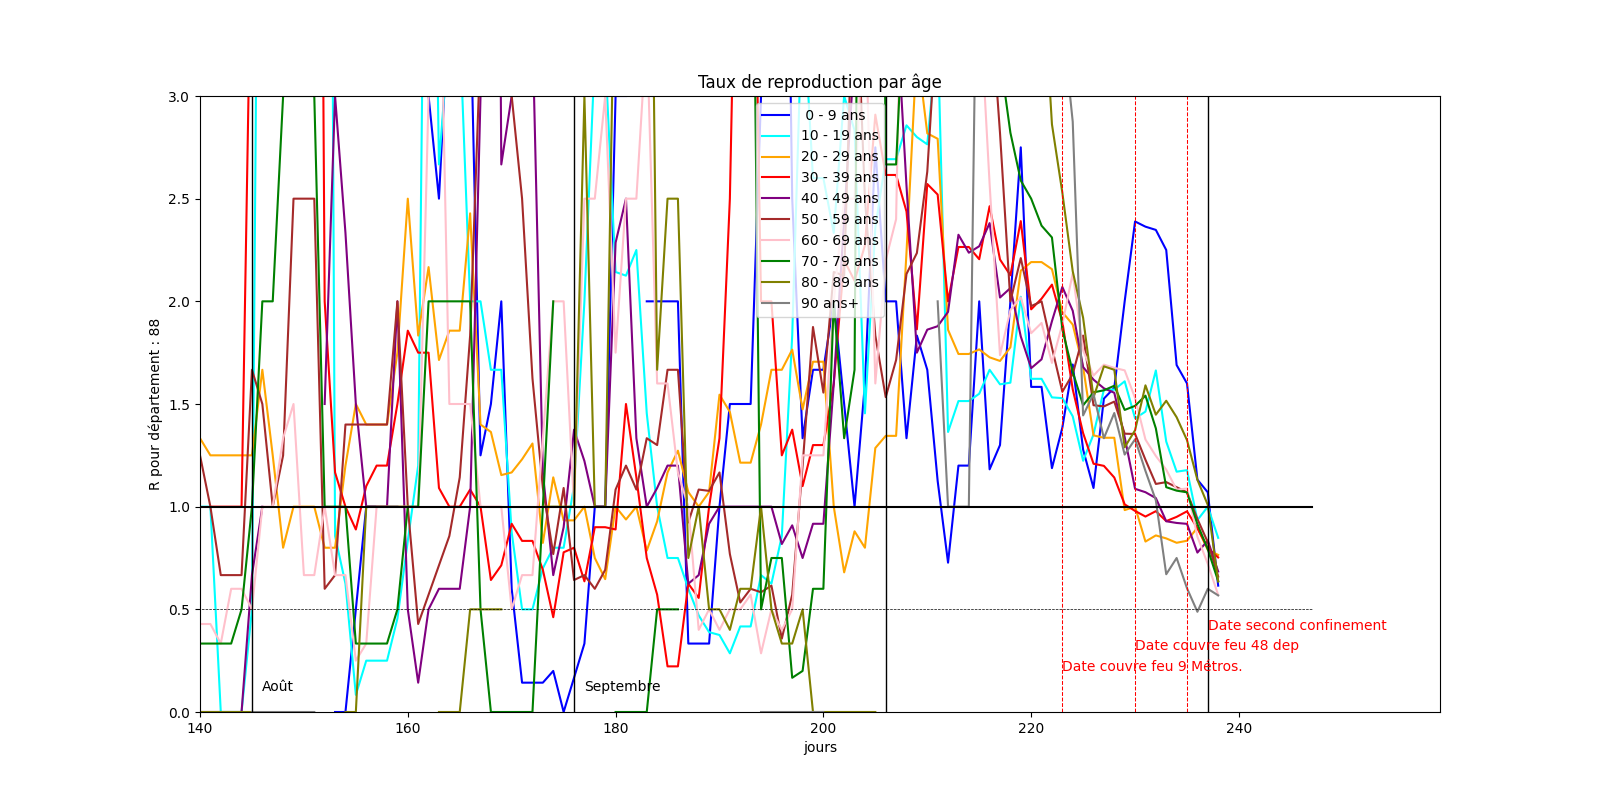 Taux de reproduction par âge
3.0
2.5
2.0
1.5
1.0
0.5
0.0
R pour département : 88
0 - 9 ans
10 - 19 ans
20 - 29 ans
30 - 39 ans
40 - 49 ans
50 - 59 ans
60 - 69 ans
70 - 79 ans
80 - 89 ans
90 ans+
Date second confinement
Date couvre feu 48 dep
Date couvre feu 9 Métros.
Août
Septembre
140
160
180
200
220
240
jours